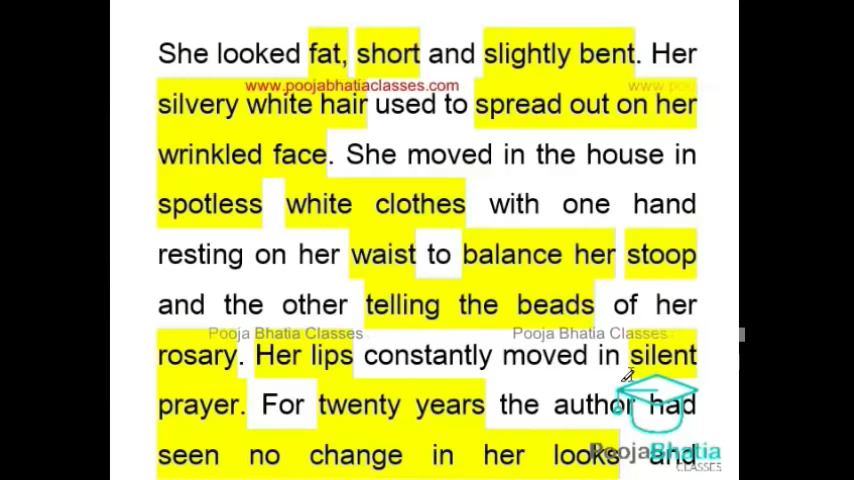 She looked fat, short and slightly bent. Her
www.poojabhatiaclasses.com
silvery white hair used to spread out on her
wrinkled face. She moved in the house in
spotless white clothes with one hand
resting on her waist to balance her stoop
and the other telling the beads of her
Pooja Bhatia Classes Pooja Bhatia Classes
rosary. Her lips constantly moved in silent
prayer. For twenty years the author had
seen no change in her looks and
PoojaBhatia
CLASSES